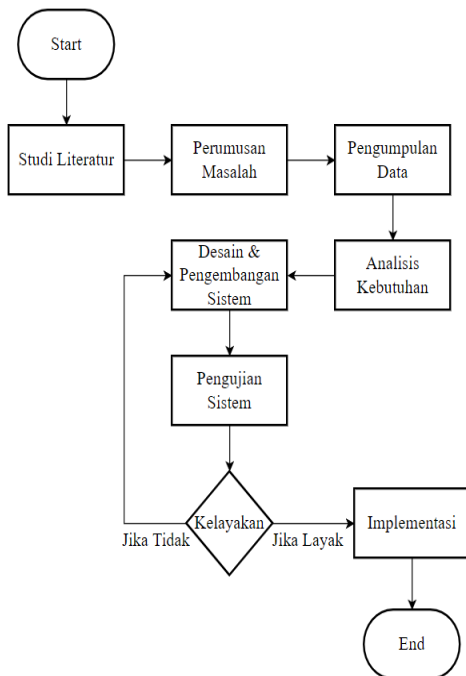 Start
Studi Literatur
Perumusan
Masalah
Pengumpulan
Data
Analisis
Kebutuhan
Desain &
Pengembangan
Sistem
Pengujian
Sistem
Kelayakan
Jika Tidak
Jika Layak
Implementasi
End